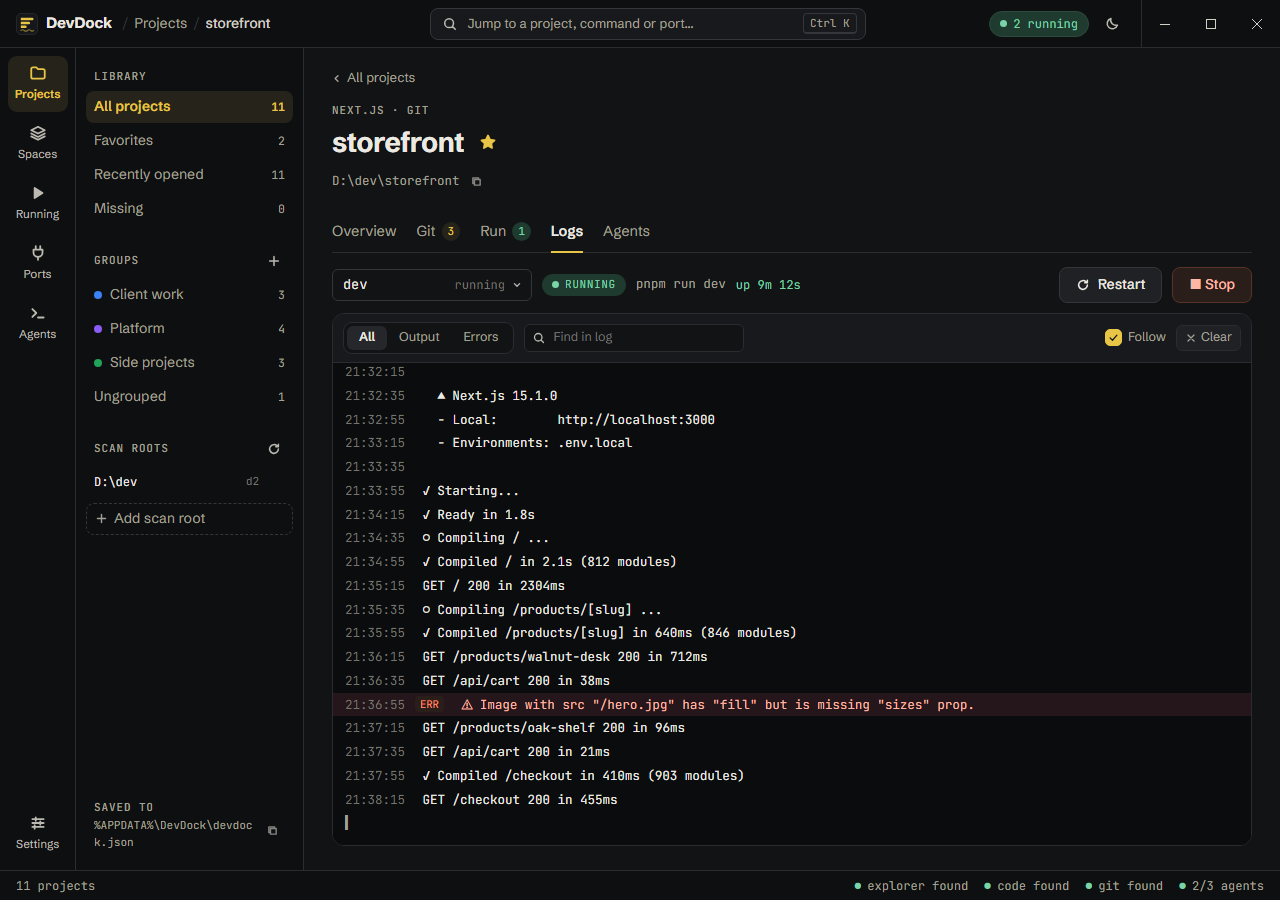 DevDock / Projects / storefront
Jump to a project, command or port...
Ctrl K
2 running
Projects
Spaces
Running
Ports
Agents
Settings
LIBRARY
All projects 11
Favorites 2
Recently opened 11
Missing 0
GROUPS
Client work 3
Platform 4
Side projects 3
Ungrouped 1
SCAN ROOTS
D:\dev d2
Add scan root
SAVED TO
%APPDATA%\DevDock\devdoc
k.json
All projects
NEXT.JS · GIT
storefront
D:\dev\storefront
Overview Git 3 Run 1 Logs Agents
dev running RUNNING pnpm run dev up 9m 12s Restart Stop
All Output Errors Find in log Follow Clear
21:32:15
21:32:35 ▲ Next.js 15.1.0
21:32:55 - Local: http://localhost:3000
21:33:15 - Environments: .env.local
21:33:35
21:33:55 ✓ Starting...
21:34:15 ✓ Ready in 1.8s
21:34:35 ○ Compiling / ...
21:34:55 ✓ Compiled / in 2.1s (812 modules)
21:35:15 GET / 200 in 2304ms
21:35:35 ○ Compiling /products/[slug] ...
21:35:55 ✓ Compiled /products/[slug] in 640ms (846 modules)
21:36:15 GET /products/walnut-desk 200 in 712ms
21:36:35 GET /api/cart 200 in 38ms
21:36:55 ERR ⚠ Image with src "/hero.jpg" has "fill" but is missing "sizes" prop.
21:37:15 GET /products/oak-shelf 200 in 96ms
21:37:35 GET /api/cart 200 in 21ms
21:37:55 ✓ Compiled /checkout in 410ms (903 modules)
21:38:15 GET /checkout 200 in 455ms
11 projects
explorer found code found git found 2/3 agents